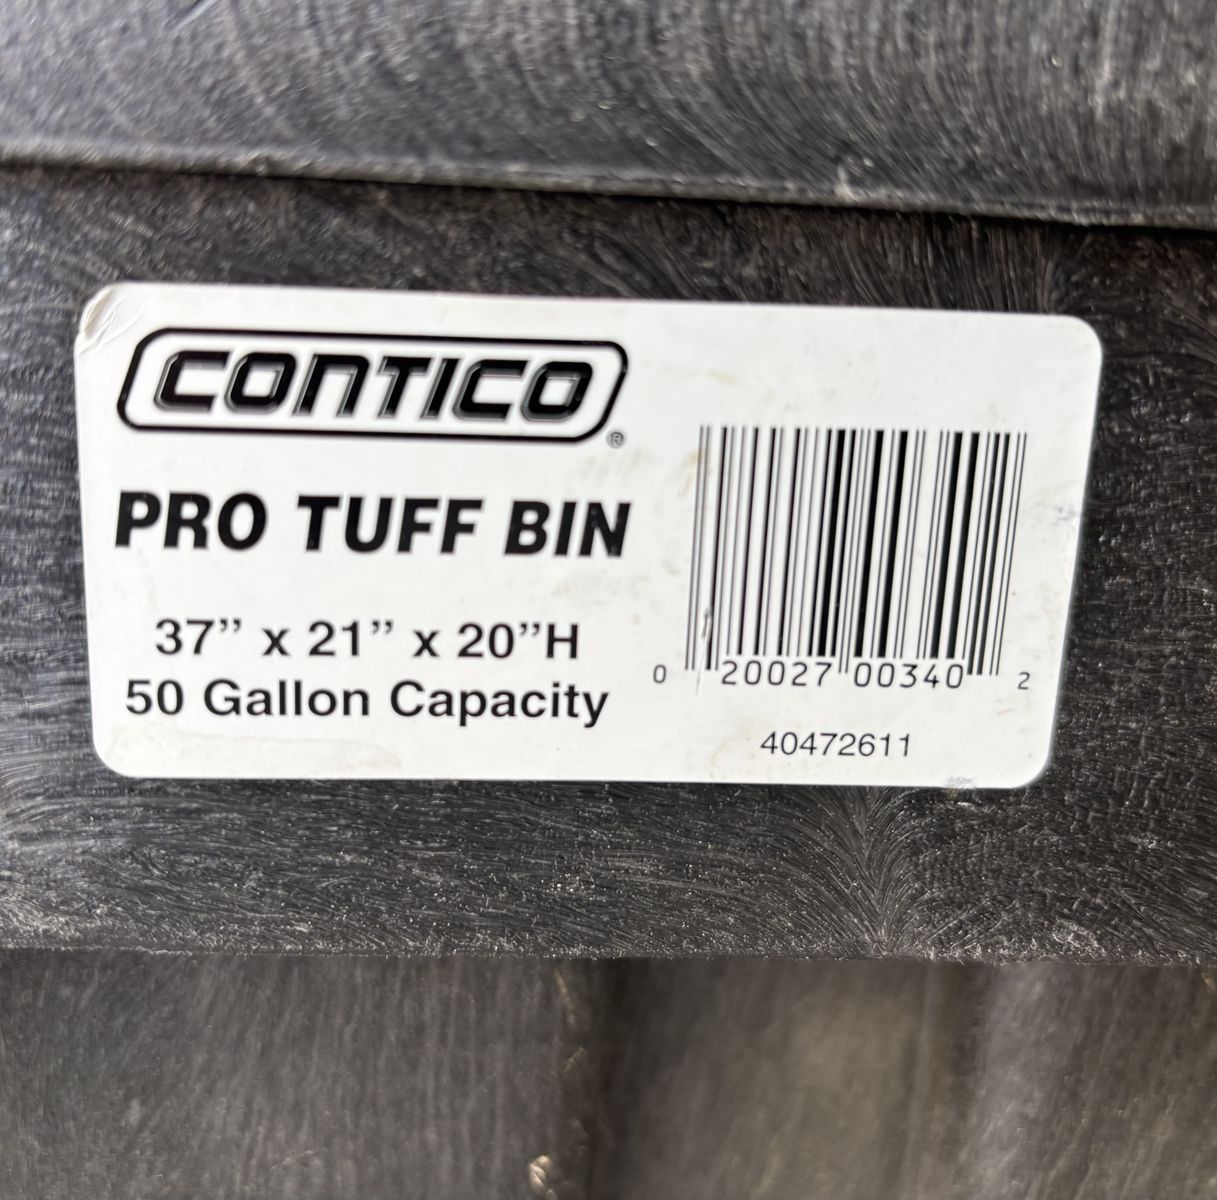 CONTICO®
PRO TUFF BIN
37” x 21” x 20”H
50 Gallon Capacity
0 20027 00340 2
40472611